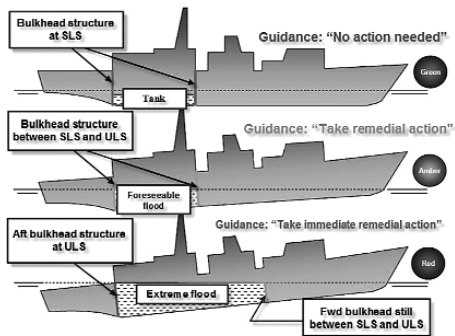 Bulkhead structure
at SLS
Guidance: “No action needed”
Green
Tank
Bulkhead structure
between SLS and ULS
Guidance: “Take remedial action”
Amber
Foreseeable
flood
Aft bulkhead structure
at ULS
Guidance: “Take immediate remedial action”
Red
Extreme flood
Fwd bulkhead still
between SLS and ULS